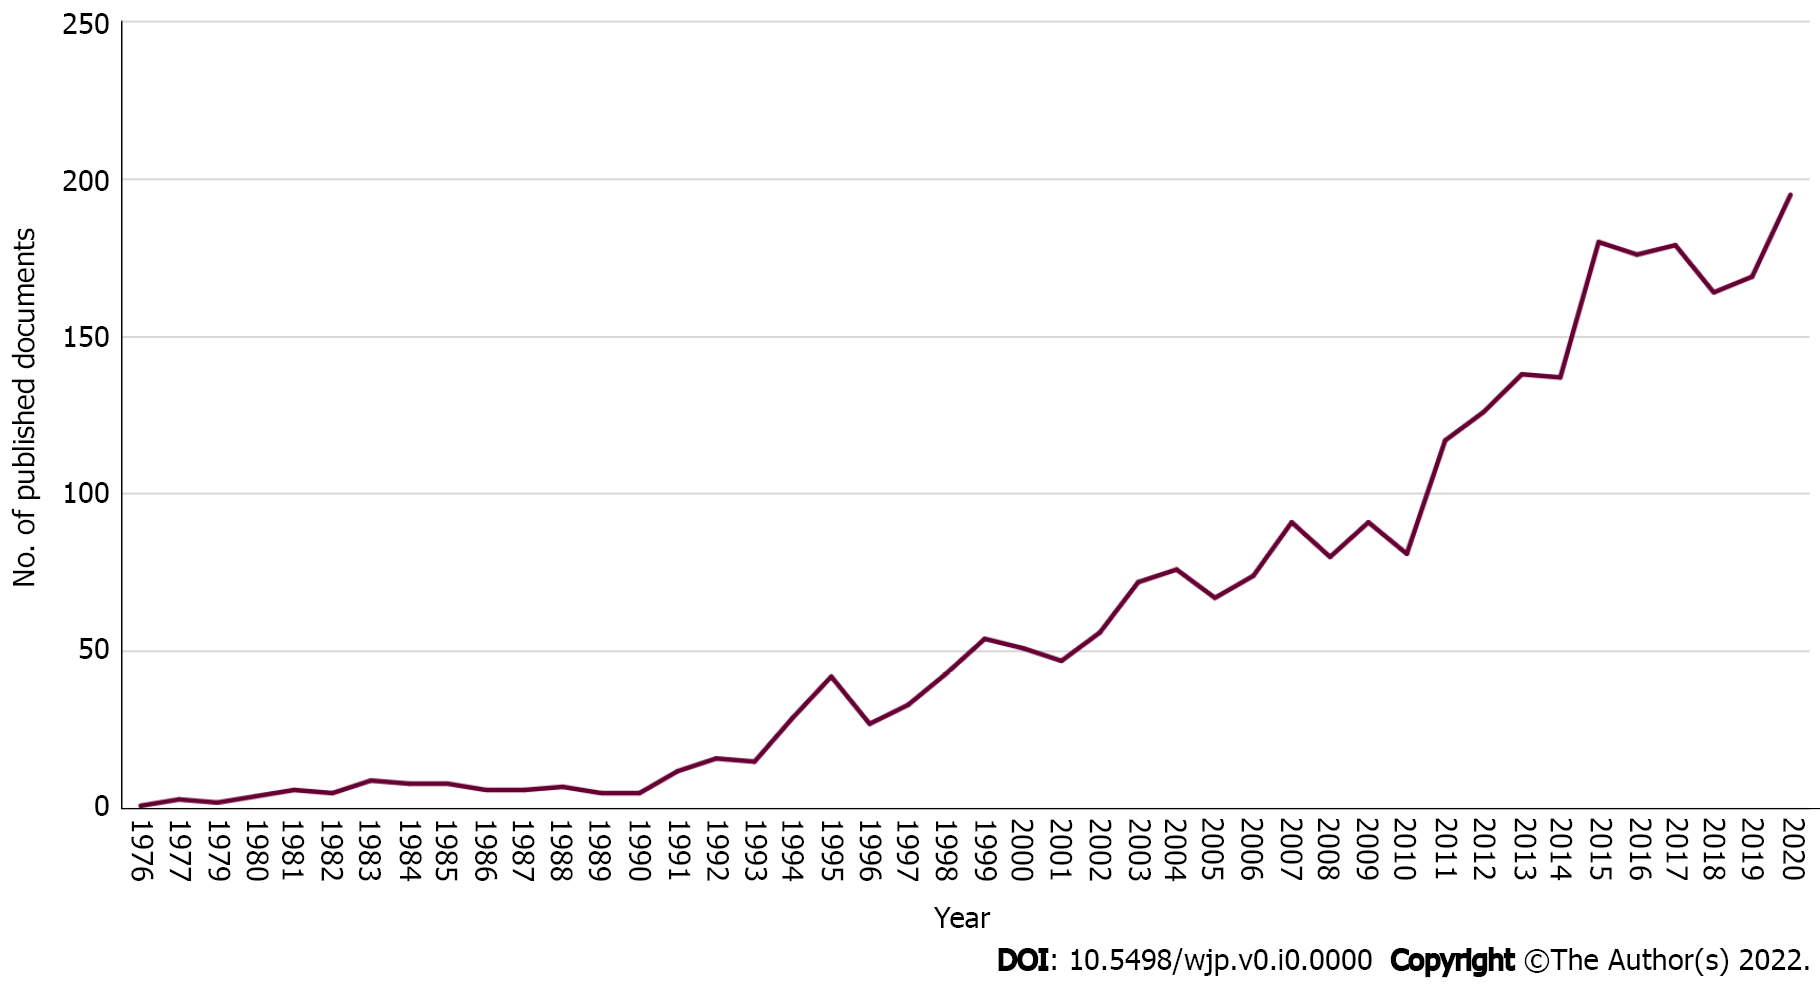 No. of published documents
250
200
150
100
50
0
1976 1977 1979 1980 1981 1982 1983 1984 1985 1986 1987 1988 1989 1990 1991 1992 1993 1994 1995 1996 1997 1998 1999 2000 2001 2002 2003 2004 2005 2006 2007 2008 2009 2010 2011 2012 2013 2014 2015 2016 2017 2018 2019 2020
Year
DOI: 10.5498/wjp.v0.i0.0000 Copyright ©The Author(s) 2022.